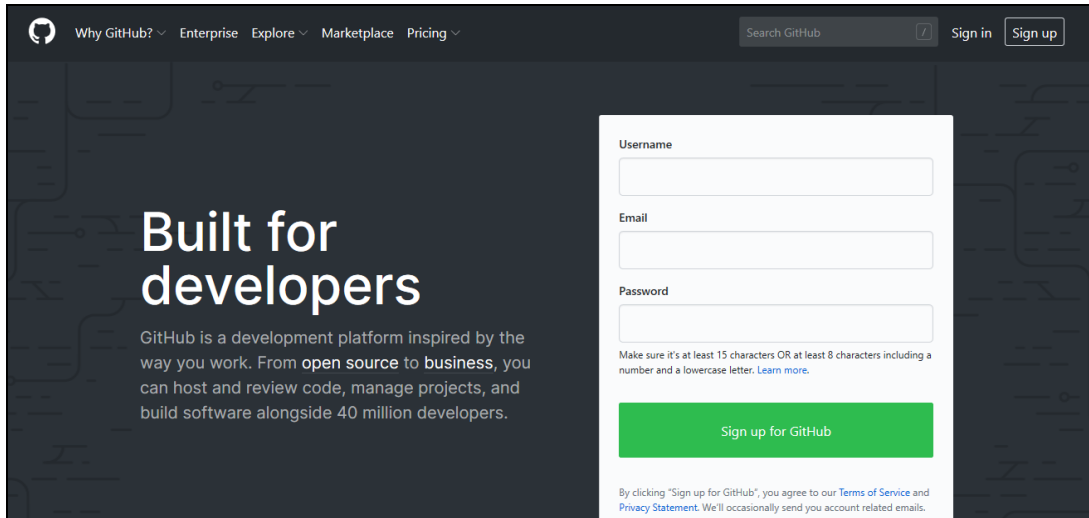 Why GitHub? Enterprise Explore Marketplace Pricing Search GitHub / Sign in Sign up
Built for
developers
GitHub is a development platform inspired by the
way you work. From open source to business, you
can host and review code, manage projects, and
build software alongside 40 million developers.
Username
Email
Password
Make sure it's at least 15 characters OR at least 8 characters including a
number and a lowercase letter. Learn more.
Sign up for GitHub
By clicking “Sign up for GitHub”, you agree to our Terms of Service and
Privacy Statement. We'll occasionally send you account related emails.